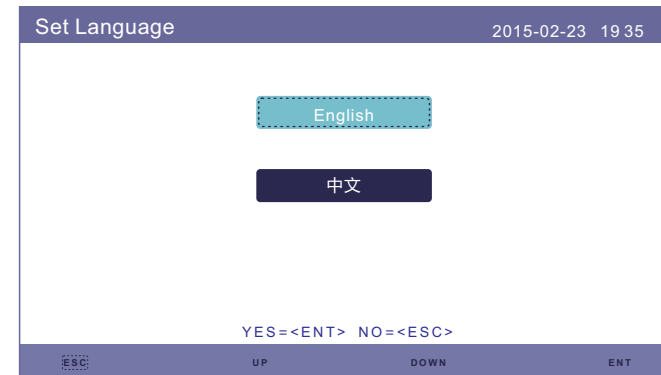 Set Language 2015-02-23 19 35
English
中文
YES=<ENT> NO=<ESC>
ESC UP DOWN ENT